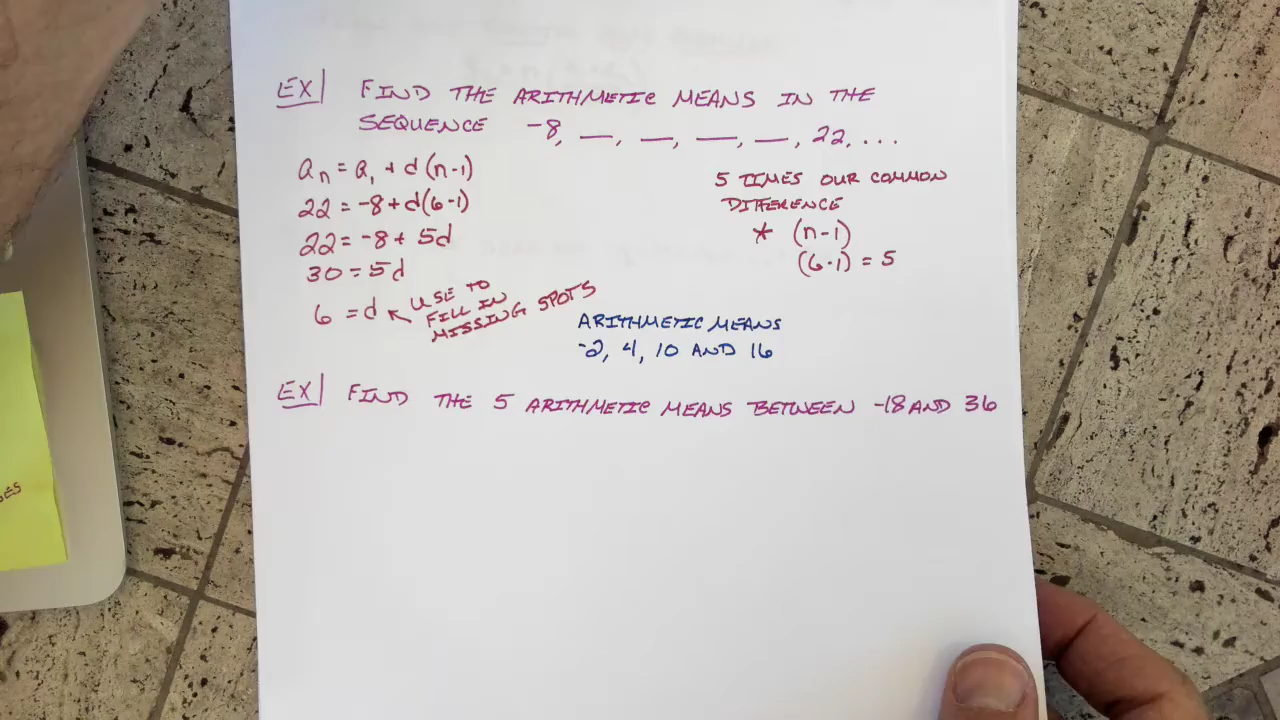 EX| FIND THE ARITHMETIC MEANS IN THE
SEQUENCE -8, __, __, __, __, 22, ...
aₙ = a₁ + d(n-1)
22 = -8 + d(6-1)
22 = -8 + 5d
30 = 5d
6 = d ← USE TO
FILL IN
MISSING SPOTS
5 TIMES OUR COMMON
DIFFERENCE
* (n-1)
(6-1) = 5
ARITHMETIC MEANS
-2, 4, 10 AND 16
EX| FIND THE 5 ARITHMETIC MEANS BETWEEN -18 AND 36